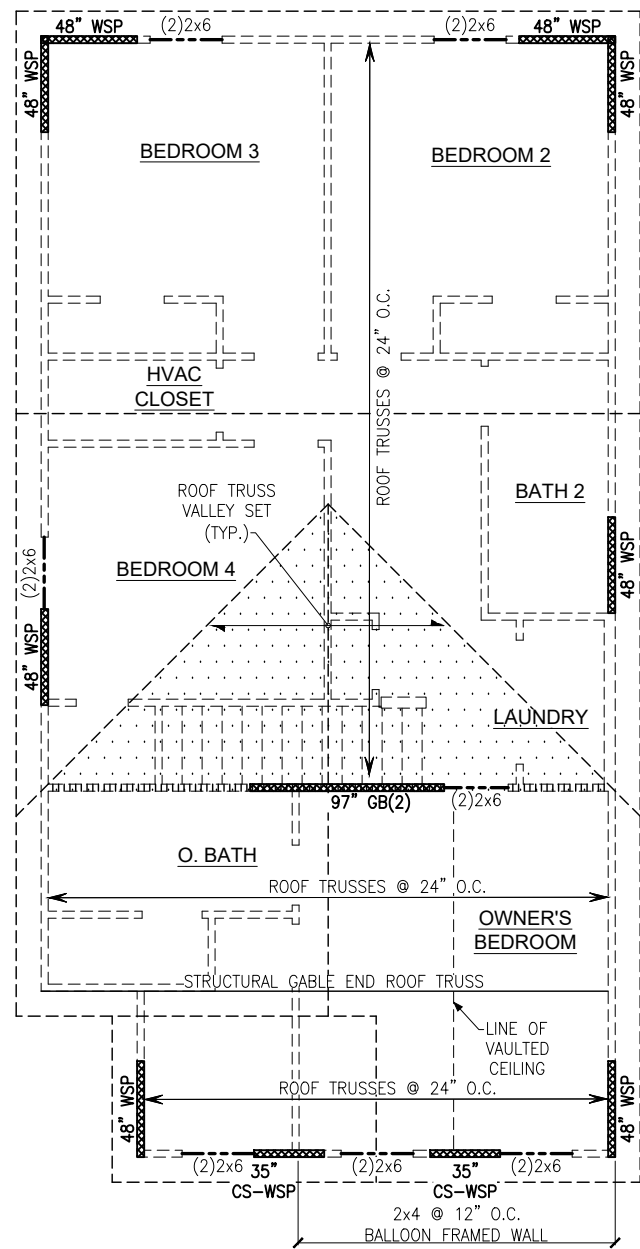 48" WSP
(2)2x6
(2)2x6
48" WSP
48" WSP
48" WSP
BEDROOM 3
BEDROOM 2
ROOF TRUSSES @ 24" O.C.
HVAC
CLOSET
ROOF TRUSS
VALLEY SET
(TYP.)
BATH 2
(2)2x6
BEDROOM 4
48" WSP
48" WSP
LAUNDRY
97" GB(2)
(2)2x6
O. BATH
ROOF TRUSSES @ 24" O.C.
OWNER'S
BEDROOM
STRUCTURAL GABLE END ROOF TRUSS
LINE OF
VAULTED
CEILING
48" WSP
ROOF TRUSSES @ 24" O.C.
48" WSP
(2)2x6
35"
CS-WSP
(2)2x6
35"
CS-WSP
(2)2x6
2x4 @ 12" O.C.
BALLOON FRAMED WALL